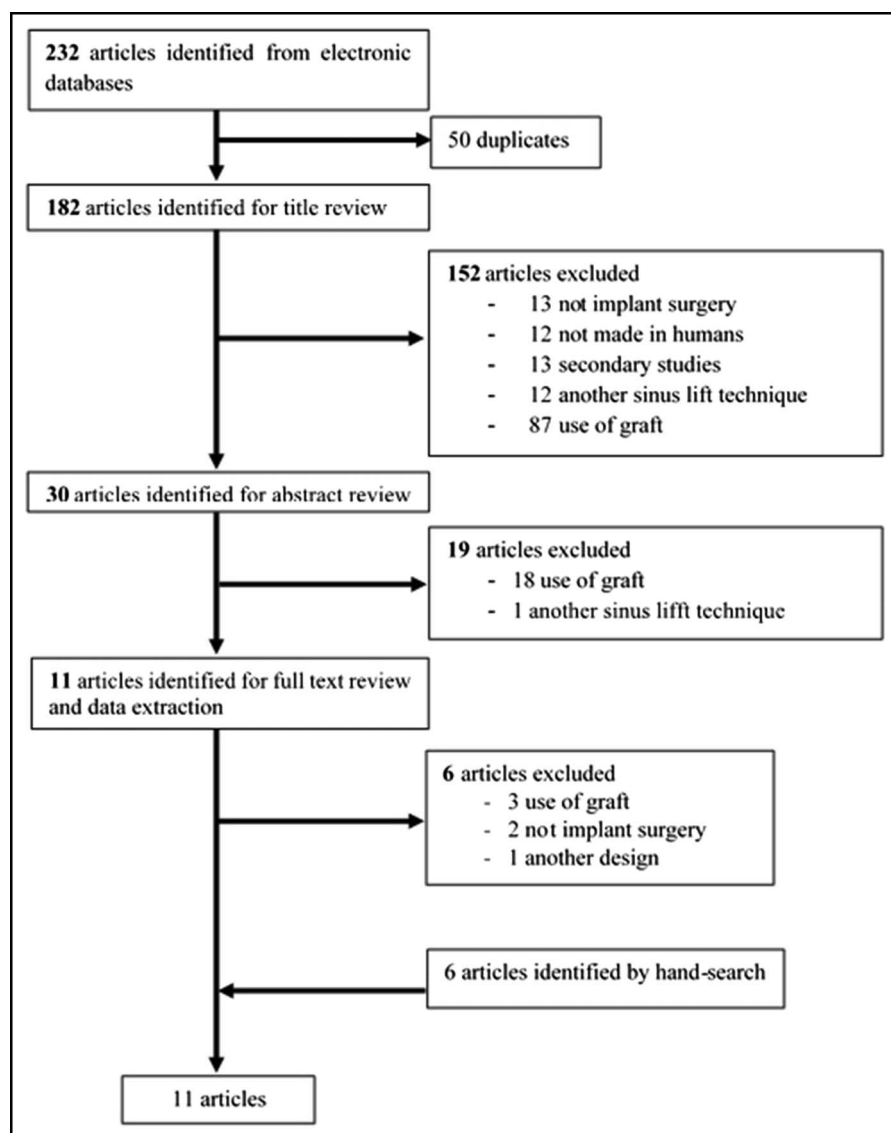 232 articles identified from electronic
databases
50 duplicates
182 articles identified for title review
152 articles excluded
- 13 not implant surgery
- 12 not made in humans
- 13 secondary studies
- 12 another sinus lift technique
- 87 use of graft
30 articles identified for abstract review
19 articles excluded
- 18 use of graft
- 1 another sinus lifft technique
11 articles identified for full text review
and data extraction
6 articles excluded
- 3 use of graft
- 2 not implant surgery
- 1 another design
6 articles identified by hand-search
11 articles